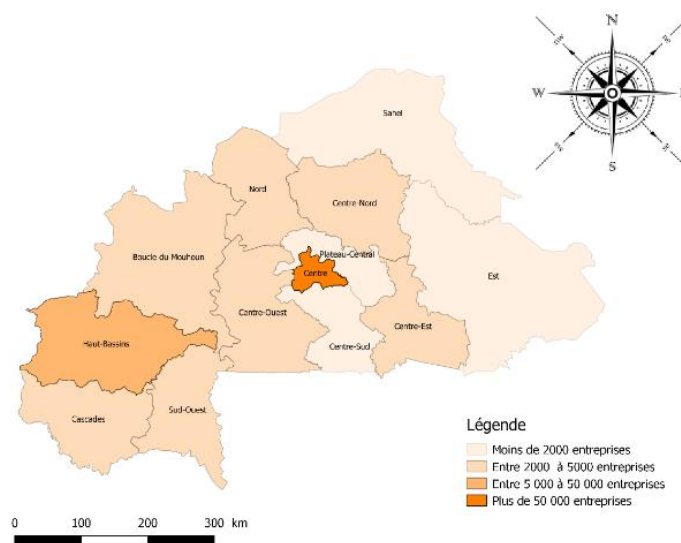 N
W
S
Sahel
Nord
Centre-Nord
Plateau-Central
Boucle du Mouhoun
Est
Centre
Centre-Ouest
Centre-Est
Haut-Bassins
Centre-Sud
Cascades
Sud-Ouest
Légende
Moins de 2000 entreprises
Entre 2000 à 5000 entreprises
Entre 5 000 à 50 000 entreprises
Plus de 50 000 entreprises
0 100 200 300 km